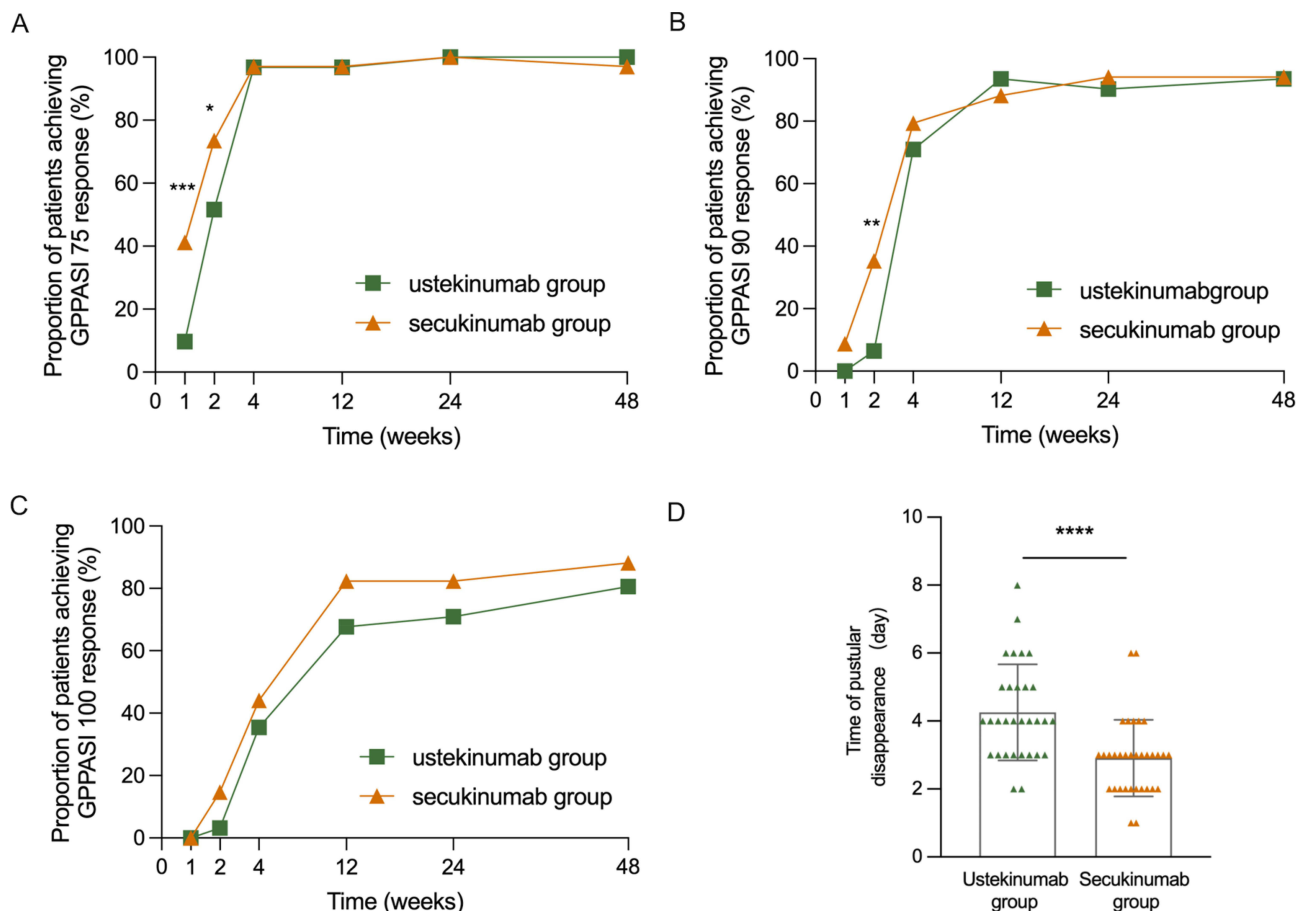 A
Proportion of patients achieving
GPPASI 75 response (%)
100
80
60
40
20
0
***
*
ustekinumab group
secukinumab group
0 1 2 4 12 24 48
Time (weeks)
B
Proportion of patients achieving
GPPASI 90 response (%)
100
80
60
40
20
0
**
ustekinumabgroup
secukinumab group
0 1 2 4 12 24 48
Time (weeks)
C
Proportion of patients achieving
GPPASI 100 response (%)
100
80
60
40
20
0
ustekinumab group
secukinumab group
0 1 2 4 12 24 48
Time (weeks)
D
Time of pustular
disappearance (day)
10
8
6
4
2
0
****
Ustekinumab
group
Secukinumab
group